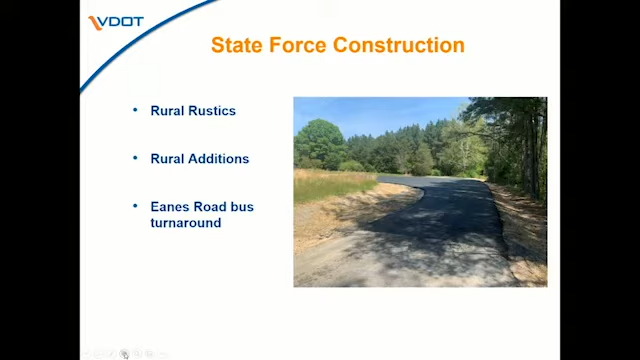 VDOT
State Force Construction
• Rural Rustics
• Rural Additions
• Eanes Road bus
turnaround